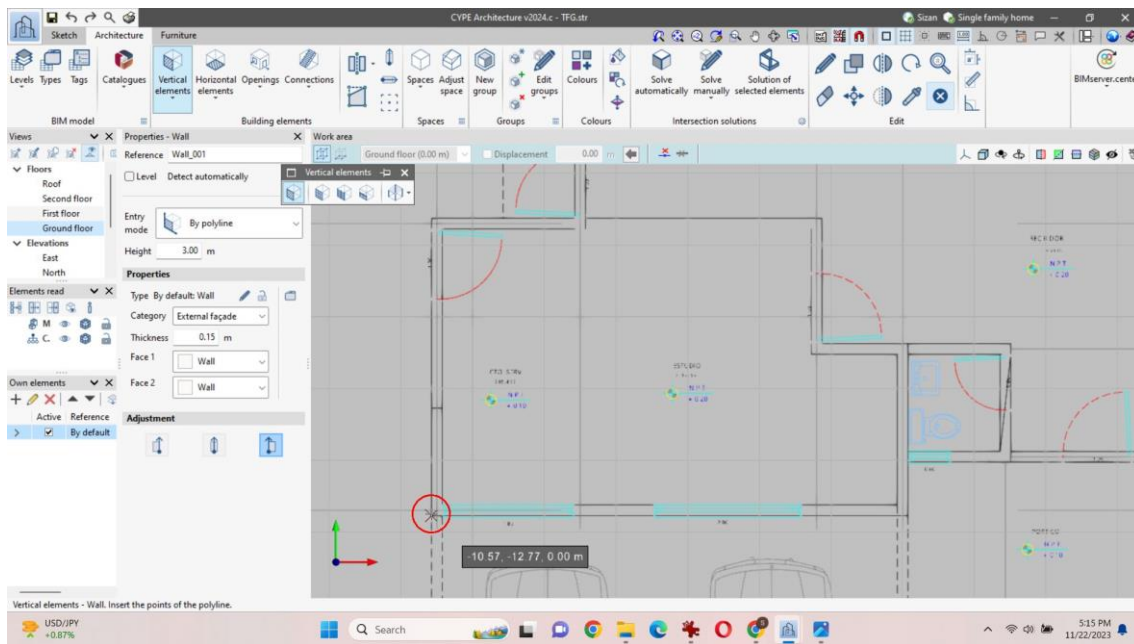 CYPE Architecture v2024.c - TFG.str
Sizan
Single family home
Sketch
Architecture
Furniture
Levels
Types
Tags
Catalogues
Vertical elements
Horizontal elements
Openings
Connections
Spaces
Adjust space
New group
Edit groups
Colours
Solve automatically
Solve manually
Solution of selected elements
BIMserver.cente
BIM model
Building elements
Spaces
Groups
Colours
Intersection solutions
Edit
Views
Properties - Wall
Work area
Reference
Wall_001
Ground floor (0.00 m)
Displacement
0.00
m
Floors
Roof
Second floor
First floor
Ground floor
Elevations
East
North
Level
Detect automatically
Vertical elements
Entry mode
By polyline
Height
3.00
m
Properties
Type
By default: Wall
Category
External façade
Thickness
0.15
m
Face 1
Wall
Face 2
Wall
Adjustment
Elements read
M
C.
Own elements
Active
Reference
By default
ESTUDIO
-10.57, -12.77, 0.00 m
Vertical elements - Wall. Insert the points of the polyline.
USD/JPY
+0.87%
Search
5:15 PM
11/22/2023